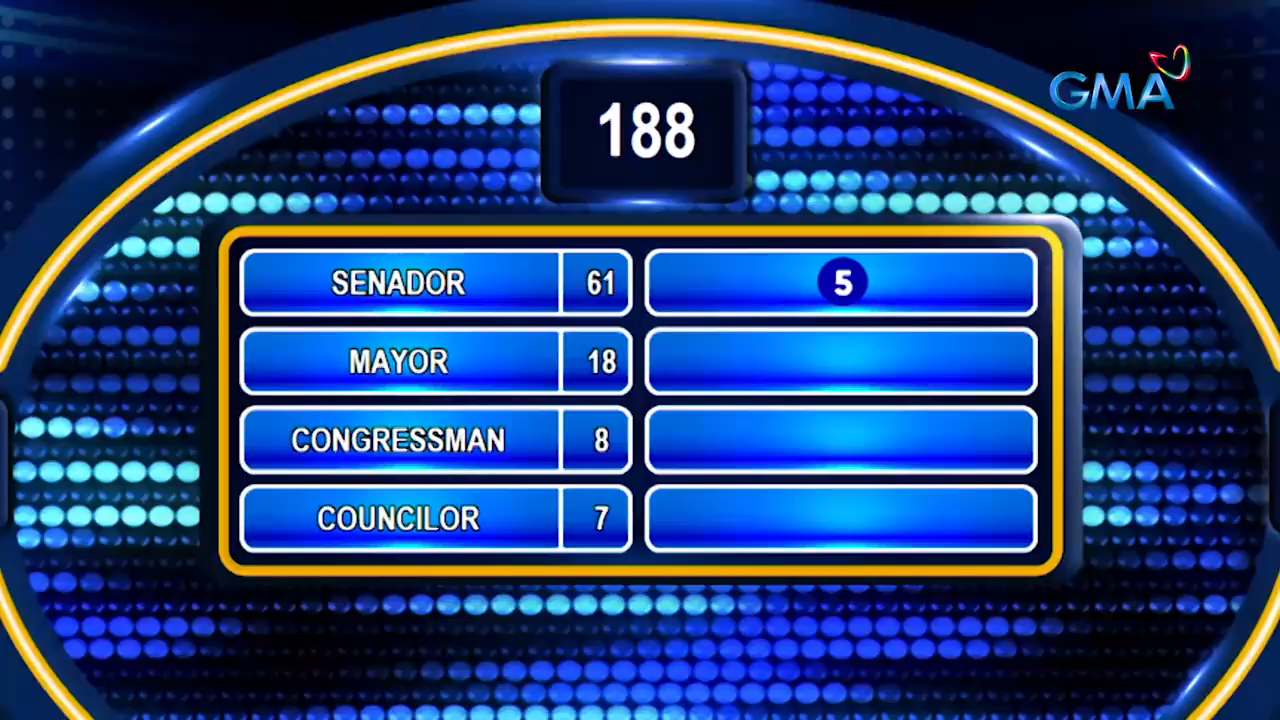 GMA
188
SENADOR 61
MAYOR 18
CONGRESSMAN 8
COUNCILOR 7
5